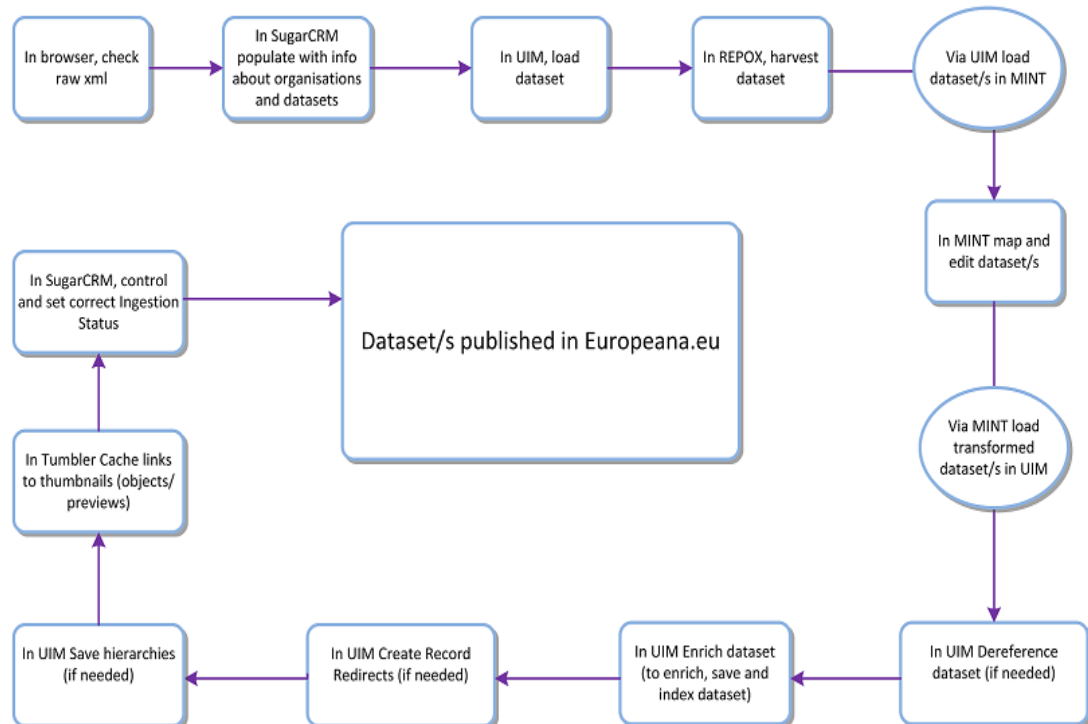 In browser, check
raw xml
In SugarCRM
populate with info
about organisations
and datasets
In UIM, load
dataset
In REPOX, harvest
dataset
Via UIM load
dataset/s in MINT
In MINT map and
edit dataset/s
Via MINT load
transformed
dataset/s in UIM
In UIM Dereference
dataset (if needed)
In UIM Enrich dataset
(to enrich, save and
index dataset)
In UIM Create Record
Redirects (if needed)
In UIM Save hierarchies
(if needed)
In Tumbler Cache links
to thumbnails (objects/
previews)
In SugarCRM, control
and set correct Ingestion
Status
Dataset/s published in Europeana.eu